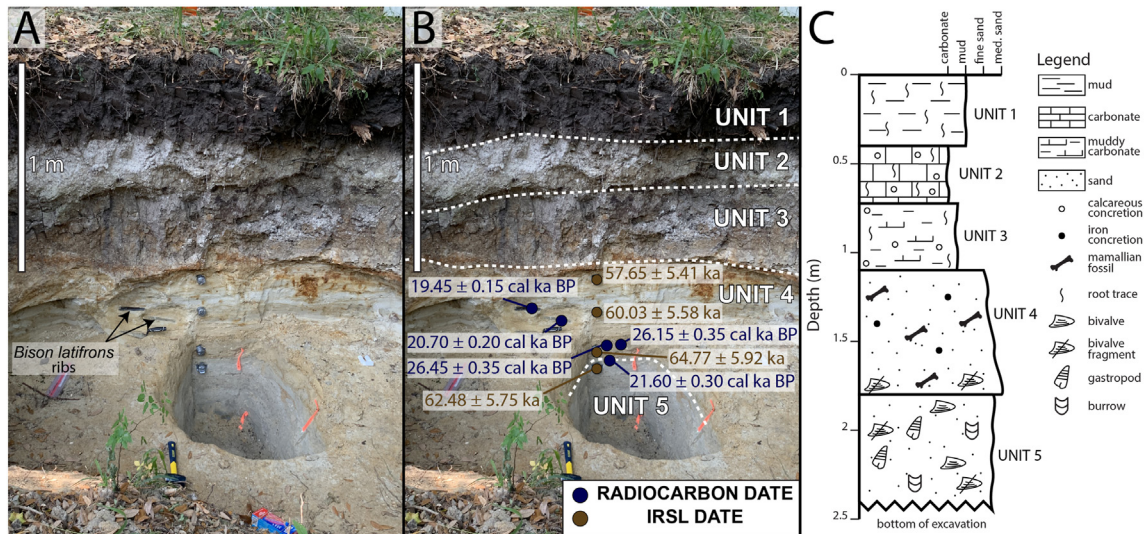 A
1 m
Bison latifrons
ribs
B
1 m
UNIT 1
UNIT 2
UNIT 3
57.65 ± 5.41 ka
19.45 ± 0.15 cal ka BP
UNIT 4
60.03 ± 5.58 ka
20.70 ± 0.20 cal ka BP
26.15 ± 0.35 cal ka BP
64.77 ± 5.92 ka
26.45 ± 0.35 cal ka BP
21.60 ± 0.30 cal ka BP
62.48 ± 5.75 ka
UNIT 5
RADIOCARBON DATE
IRSL DATE
C
carbonate
mud
fine sand
med. sand
Depth (m)
0
0.5
1
1.5
2
2.5
UNIT 1
UNIT 2
UNIT 3
UNIT 4
UNIT 5
bottom of excavation
Legend
mud
carbonate
muddy
carbonate
sand
calcareous
concretion
iron
concretion
mammalian
fossil
root trace
bivalve
bivalve
fragment
gastropod
burrow